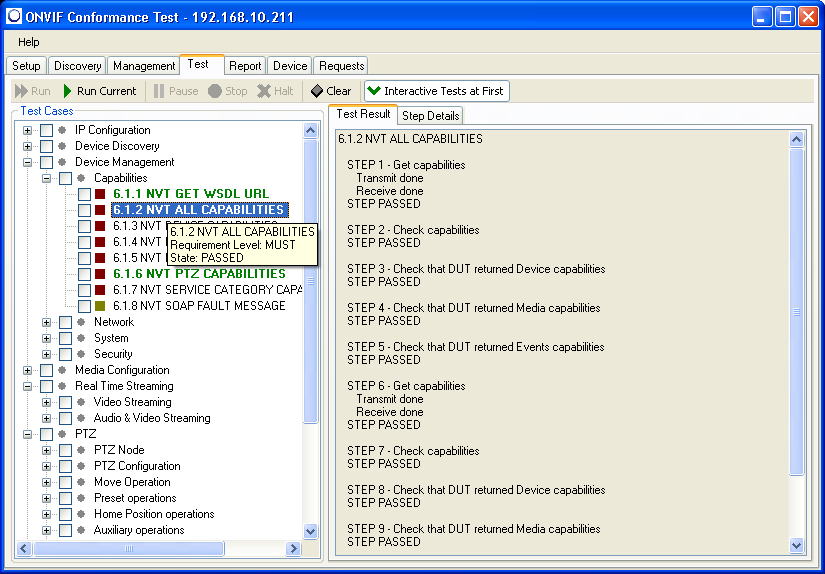 ONVIF Conformance Test - 192.168.10.211
Help
Setup Discovery Management Test Report Device Requests
Run Run Current Pause Stop Halt Clear Interactive Tests at First
Test Cases
IP Configuration
Device Discovery
Device Management
Capabilities
6.1.1 NVT GET WSDL URL
6.1.2 NVT ALL CAPABILITIES
6.1.3 NVT
6.1.4 NVT
6.1.5 NVT
6.1.2 NVT ALL CAPABILITIES
Requirement Level: MUST
State: PASSED
6.1.6 NVT PTZ CAPABILITIES
6.1.7 NVT SERVICE CATEGORY CAPA
6.1.8 NVT SOAP FAULT MESSAGE
Network
System
Security
Media Configuration
Real Time Streaming
Video Streaming
Audio & Video Streaming
PTZ
PTZ Node
PTZ Configuration
Move Operation
Preset operations
Home Position operations
Auxiliary operations
Test Result Step Details
6.1.2 NVT ALL CAPABILITIES
STEP 1 - Get capabilities
Transmit done
Receive done
STEP PASSED
STEP 2 - Check capabilities
STEP PASSED
STEP 3 - Check that DUT returned Device capabilities
STEP PASSED
STEP 4 - Check that DUT returned Media capabilities
STEP PASSED
STEP 5 - Check that DUT returned Events capabilities
STEP PASSED
STEP 6 - Get capabilities
Transmit done
Receive done
STEP PASSED
STEP 7 - Check capabilities
STEP PASSED
STEP 8 - Check that DUT returned Device capabilities
STEP PASSED
STEP 9 - Check that DUT returned Media capabilities
STEP PASSED